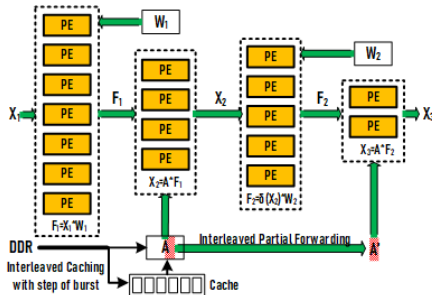 PE
W₁
PE
W₂
PE
PE
PE
PE
PE
PE
PE
X₁
PE
F₁
PE
X₂
PE
F₂
PE
X₃
PE
PE
PE
X₃=A*F₂
PE
X₂=A*F₁
F₂=δ(X₂)*W₂
PE
F₁=X₁*W₁
DDR
A
Interleaved Partial Forwarding
A'
Interleaved Caching
with step of burst
Cache